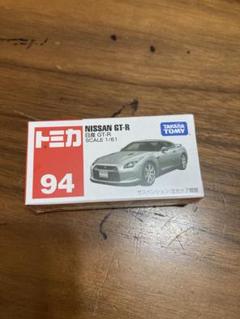 トミカ
94
NISSAN GT-R
日産 GT-R
SCALE 1/61
TAKARA
TOMY